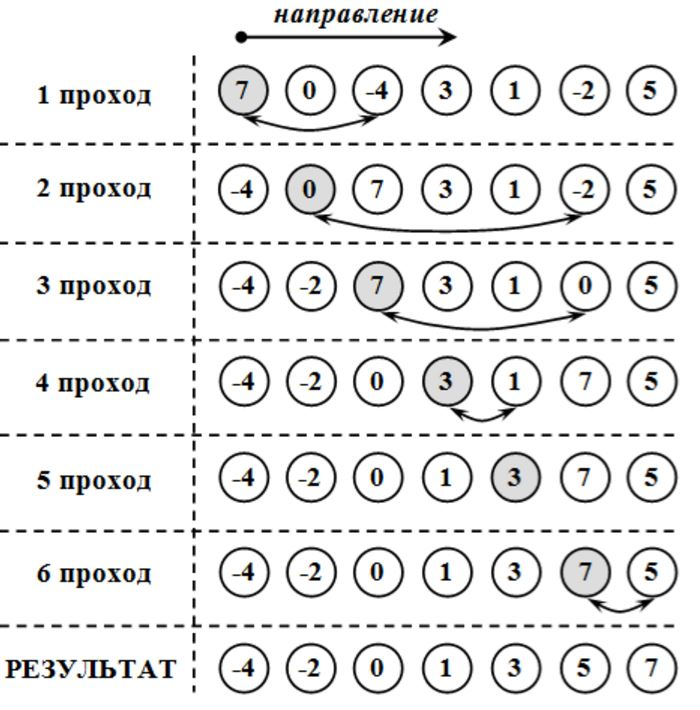 направление
1 проход 7 0 -4 3 1 -2 5
2 проход -4 0 7 3 1 -2 5
3 проход -4 -2 7 3 1 0 5
4 проход -4 -2 0 3 1 7 5
5 проход -4 -2 0 1 3 7 5
6 проход -4 -2 0 1 3 7 5
РЕЗУЛЬТАТ -4 -2 0 1 3 5 7